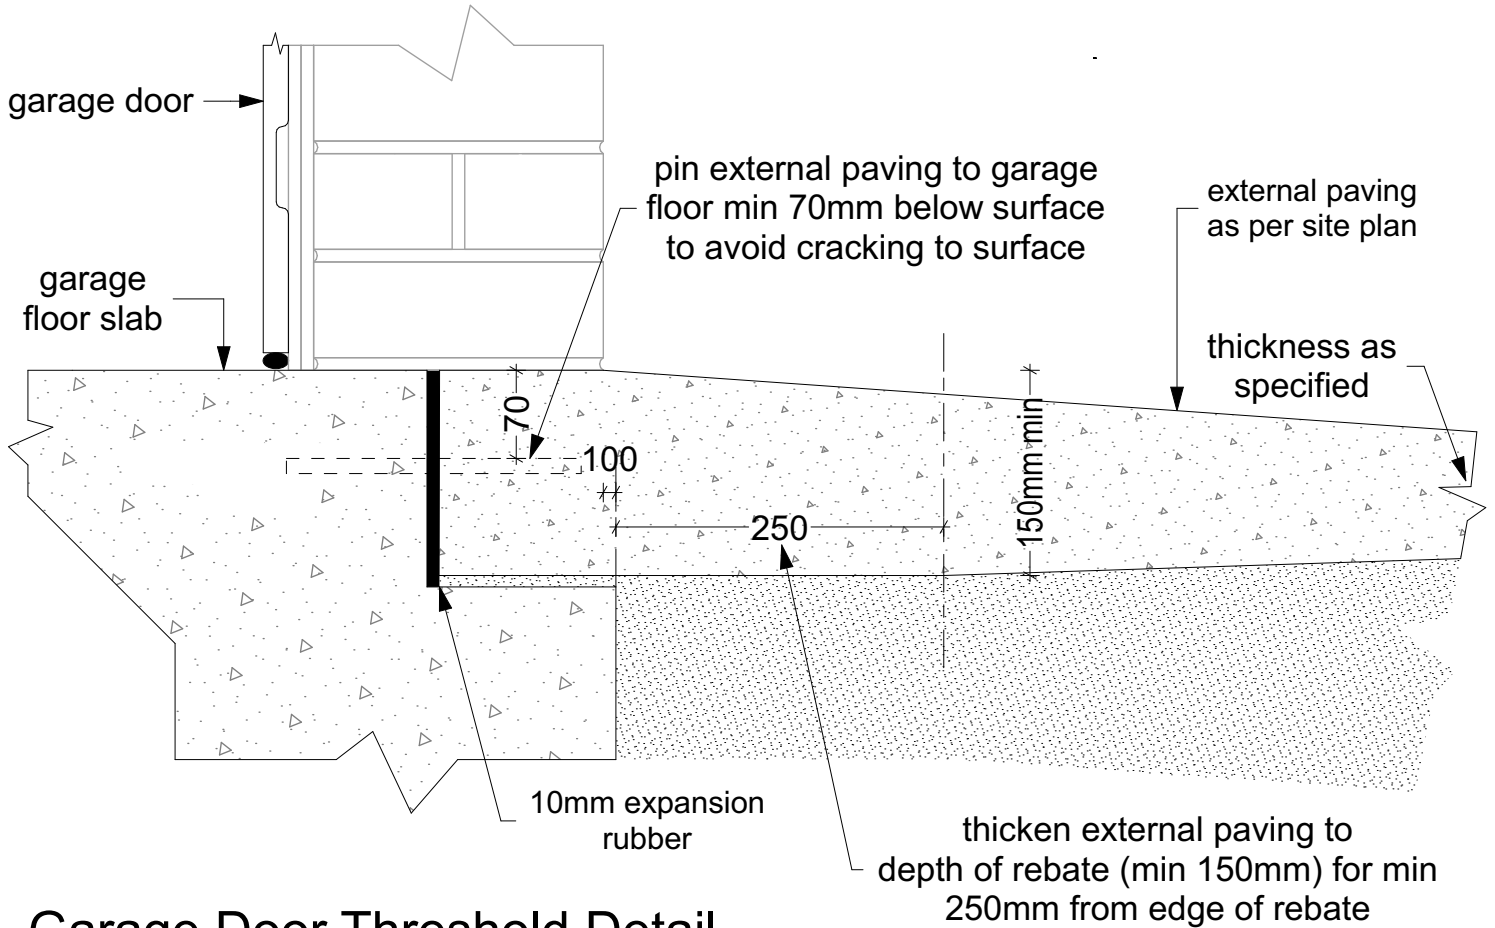 garage door
pin external paving to garage
floor min 70mm below surface
to avoid cracking to surface
external paving
as per site plan
garage
floor slab
thickness as
specified
70
100
150mm min
250
10mm expansion
rubber
thicken external paving to
depth of rebate (min 150mm) for min
250mm from edge of rebate
Garage Door Threshold Detail